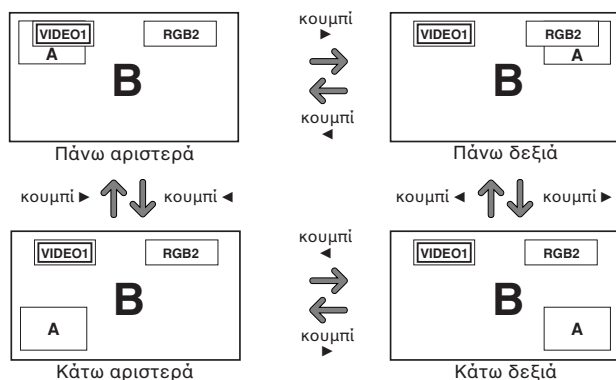 VIDEO1 RGB2
A
B
κουμπί
►
κουμπί
◄
VIDEO1 RGB2
A
B
Πάνω αριστερά
Πάνω δεξιά
κουμπί ► κουμπί ◄
κουμπί ◄ κουμπί ►
VIDEO1 RGB2
B
A
κουμπί
◄
κουμπί
►
VIDEO1 RGB2
B
A
Κάτω αριστερά
Κάτω δεξιά